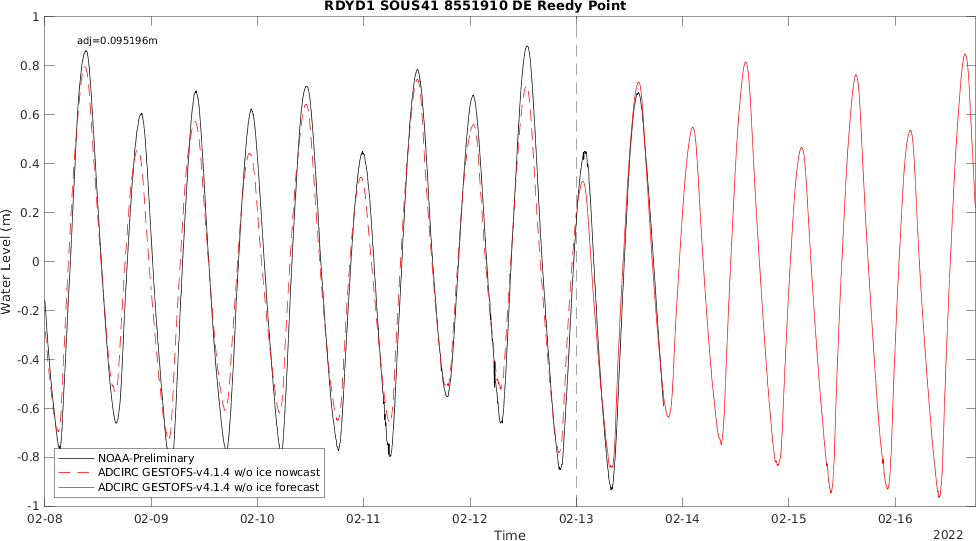 RDYD1 SOUS41 8551910 DE Reedy Point
adj=0.095196m
Water Level (m)
1
0.8
0.6
0.4
0.2
0
-0.2
-0.4
-0.6
-0.8
-1
NOAA-Preliminary
ADCIRC GESTOFS-v4.1.4 w/o ice nowcast
ADCIRC GESTOFS-v4.1.4 w/o ice forecast
02-08 02-09 02-10 02-11 02-12 02-13 02-14 02-15 02-16
Time
2022